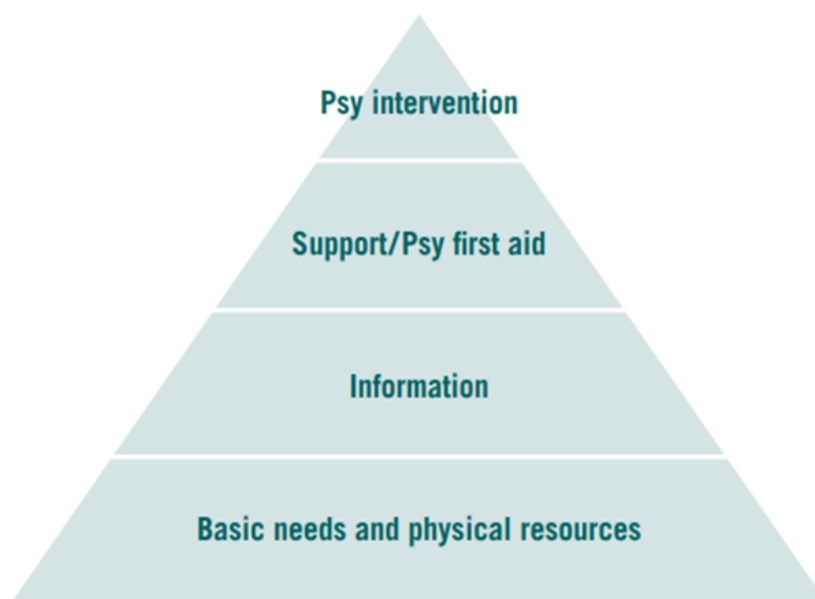 Psy intervention
Support/Psy first aid
Information
Basic needs and physical resources